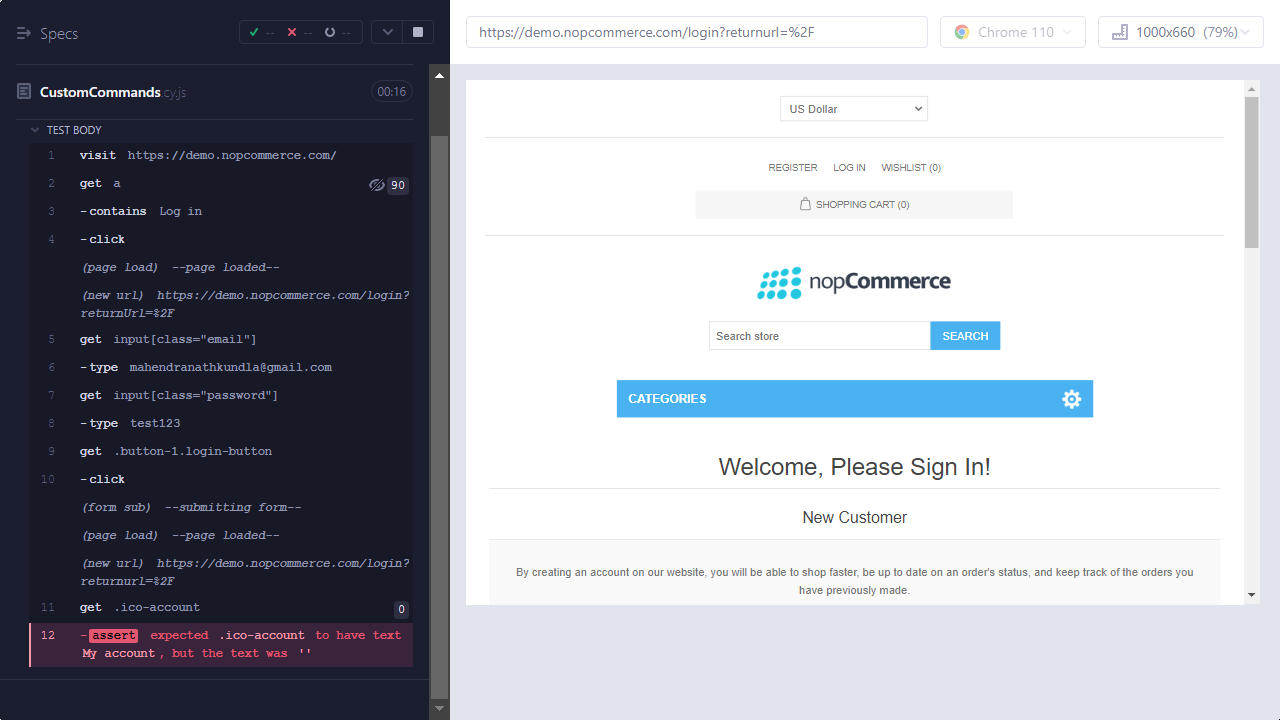 Specs
--
--
--
CustomCommands.cy.js
00:16
TEST BODY
1 visit https://demo.nopcommerce.com/
2 get a 90
3 -contains Log in
4 -click
(page load) --page loaded--
(new url) https://demo.nopcommerce.com/login?
returnUrl=%2F
5 get input[class="email"]
6 -type mahendranathkundla@gmail.com
7 get input[class="password"]
8 -type test123
9 get .button-1.login-button
10 -click
(form sub) --submitting form--
(page load) --page loaded--
(new url) https://demo.nopcommerce.com/login?
returnurl=%2F
11 get .ico-account 0
12 -assert expected .ico-account to have text
My account, but the text was ''
https://demo.nopcommerce.com/login?returnurl=%2F
Chrome 110
1000x660 (79%)
US Dollar
REGISTER LOG IN WISHLIST (0)
SHOPPING CART (0)
nopCommerce
Search store SEARCH
CATEGORIES
Welcome, Please Sign In!
New Customer
By creating an account on our website, you will be able to shop faster, be up to date on an order's status, and keep track of the orders you
have previously made.